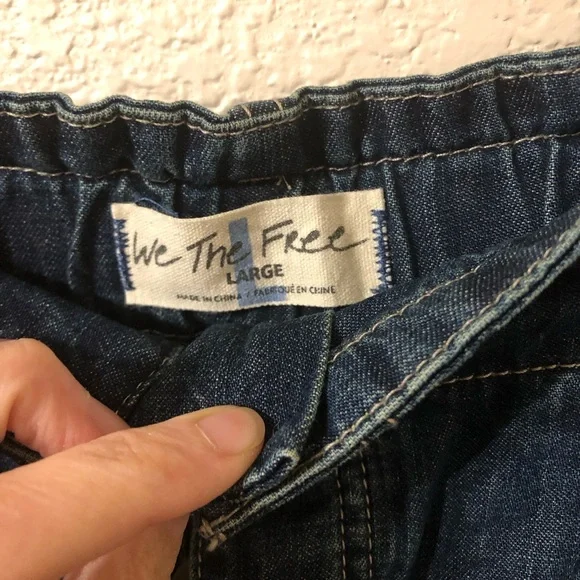 We The Free
LARGE
MADE IN CHINA / FABRIQUÉ EN CHINE